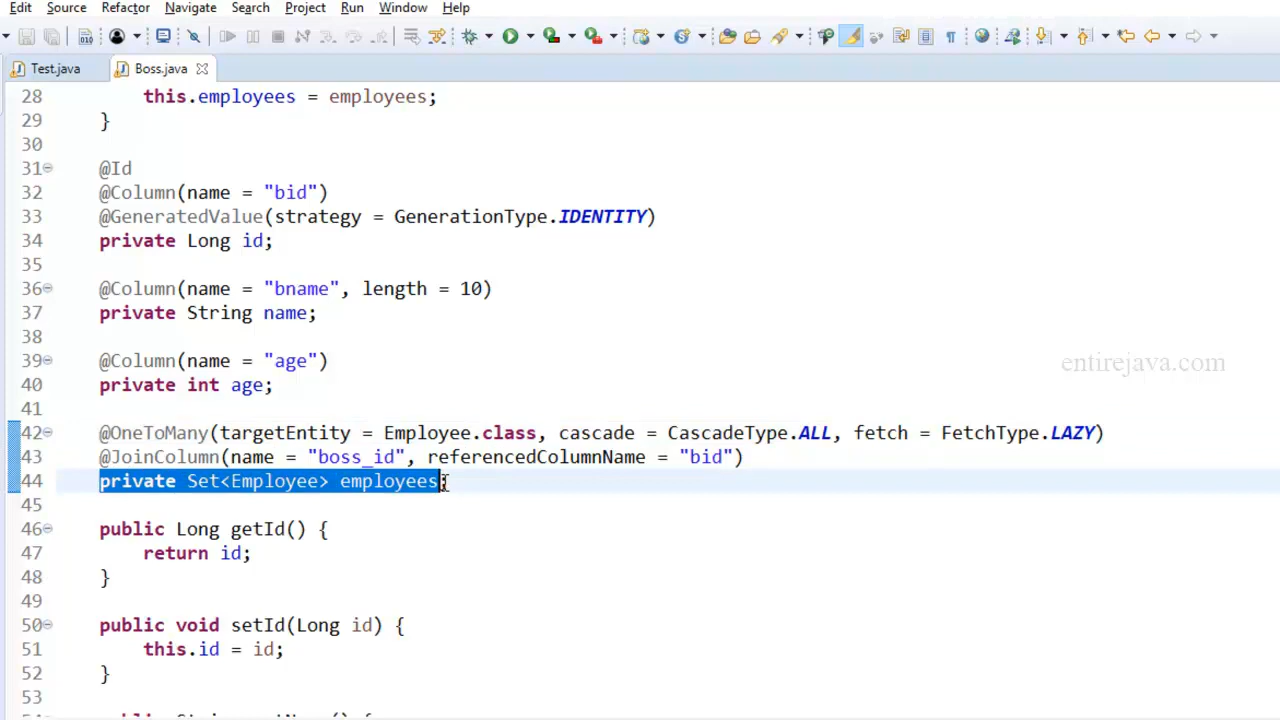 Edit Source Refactor Navigate Search Project Run Window Help
Test.java Boss.java
28 this.employees = employees;
29 }
30
31 @Id
32 @Column(name = "bid")
33 @GeneratedValue(strategy = GenerationType.IDENTITY)
34 private Long id;
35
36 @Column(name = "bname", length = 10)
37 private String name;
38
39 @Column(name = "age")
entirejava.com
40 private int age;
41
42 @OneToMany(targetEntity = Employee.class, cascade = CascadeType.ALL, fetch = FetchType.LAZY)
43 @JoinColumn(name = "boss_id", referencedColumnName = "bid")
44 private Set<Employee> employees;
45
46 public Long getId() {
47 return id;
48 }
49
50 public void setId(Long id) {
51 this.id = id;
52 }
53